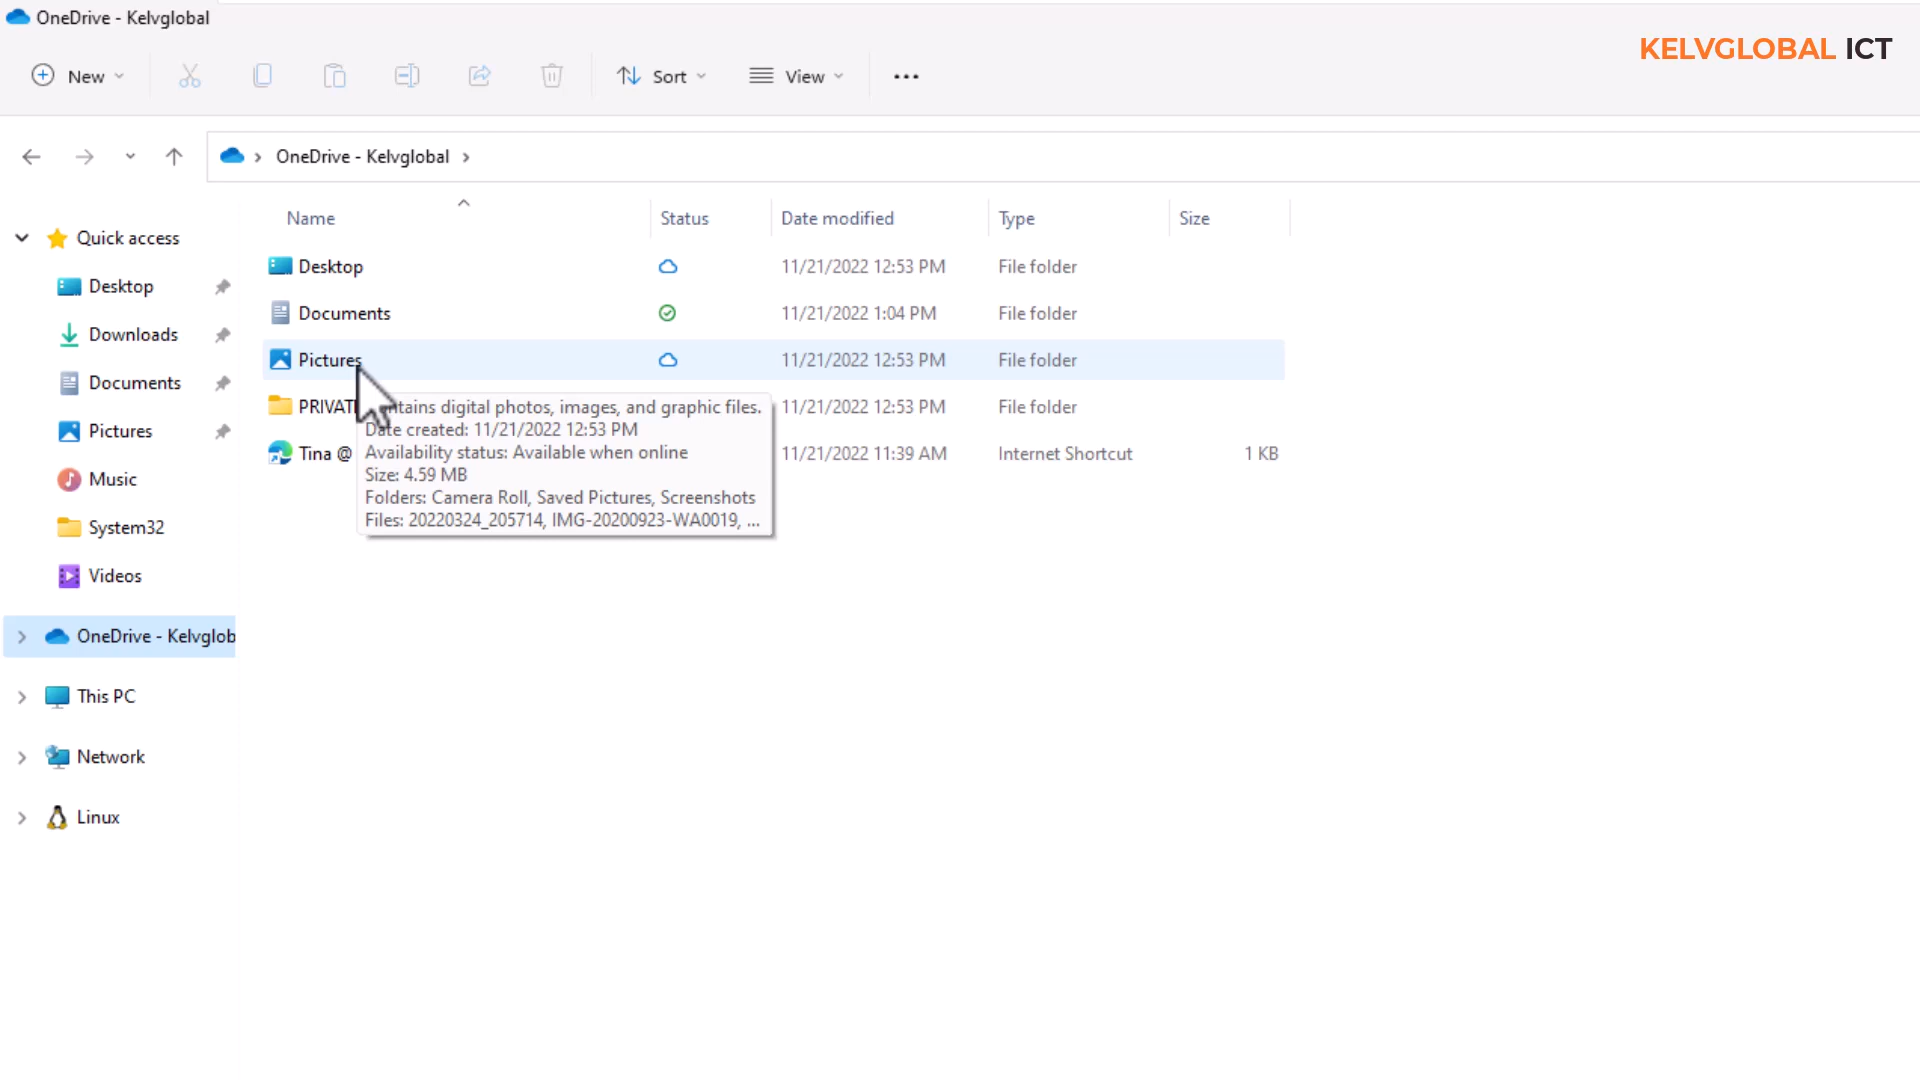 OneDrive - Kelvglobal
KELVGLOBAL ICT
New
Sort
View
OneDrive - Kelvglobal
Name
Status
Date modified
Type
Size
Quick access
Desktop
Downloads
Documents
Pictures
Music
System32
Videos
OneDrive - Kelvglob
This PC
Network
Linux
Desktop 11/21/2022 12:53 PM File folder
Documents 11/21/2022 1:04 PM File folder
Pictures 11/21/2022 12:53 PM File folder
11/21/2022 12:53 PM File folder
Tina @ 11/21/2022 11:39 AM Internet Shortcut 1 KB
digital photos, images, and graphic files.
Date created: 11/21/2022 12:53 PM
Availability status: Available when online
Size: 4.59 MB
Folders: Camera Roll, Saved Pictures, Screenshots
Files: 20220324_205714, IMG-20200923-WA0019, ...